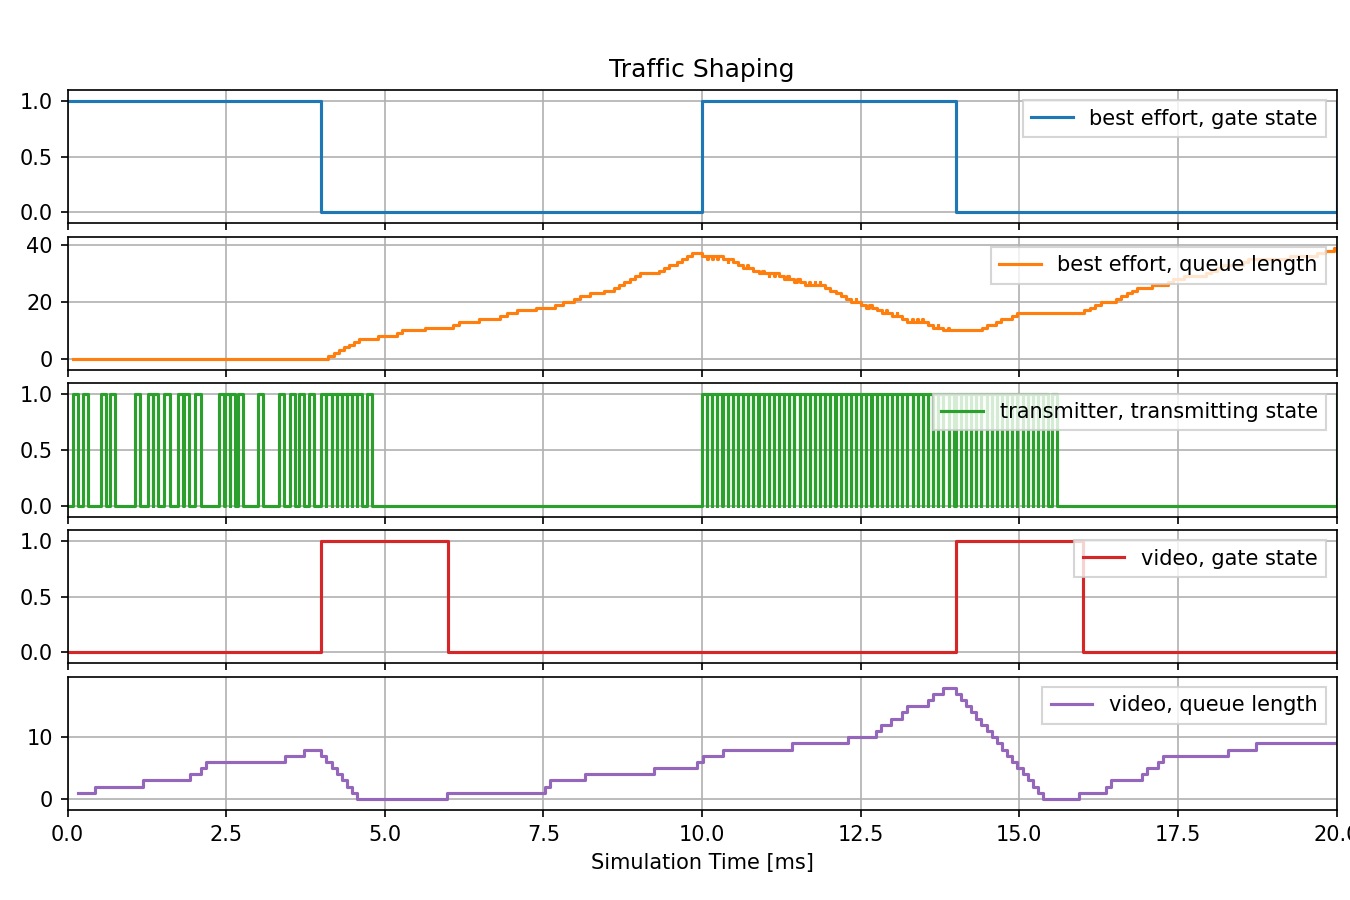 Traffic Shaping
1.0
0.5
0.0
best effort, gate state
40
20
0
best effort, queue length
1.0
0.5
0.0
transmitter, transmitting state
1.0
0.5
0.0
video, gate state
10
0
video, queue length
0.0 2.5 5.0 7.5 10.0 12.5 15.0 17.5 20.0
Simulation Time [ms]